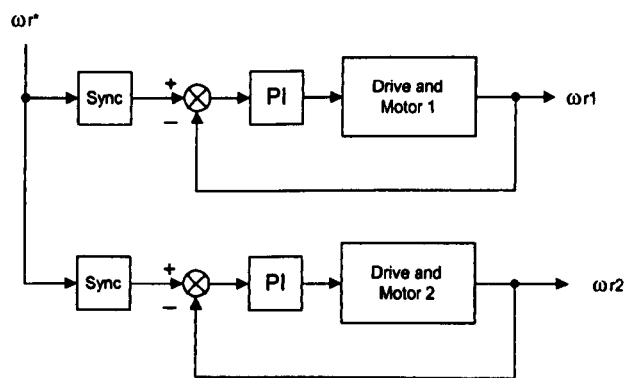 ωr*
Sync
+
−
PI
Drive and
Motor 1
ωr1
Sync
+
−
PI
Drive and
Motor 2
ωr2